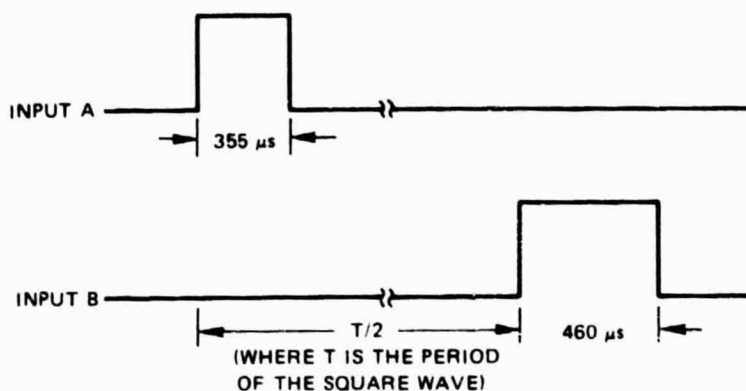 INPUT A
355 μs
INPUT B
T/2
460 μs
(WHERE T IS THE PERIOD
OF THE SQUARE WAVE)